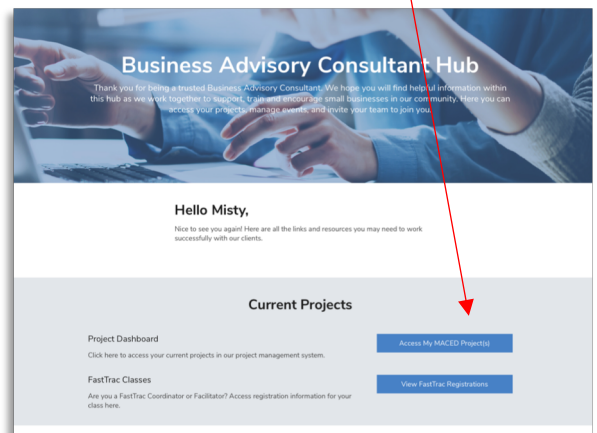 Business Advisory Consultant Hub
Thank you for being a trusted Business Advisory Consultant. We hope you will find helpful information within
this hub as we work together to support, train and encourage small businesses in our community. Here you can
access your projects, manage events, and invite your team to join you.
Hello Misty,
Nice to see you again! Here are all the links and resources you may need to work
successfully with our clients.
Current Projects
Project Dashboard
Access My MACED Project(s)
Click here to access your current projects in our project management system.
FastTrac Classes
View FastTrac Registrations
Are you a FastTrac Coordinator or Facilitator? Access registration information for your
class here.